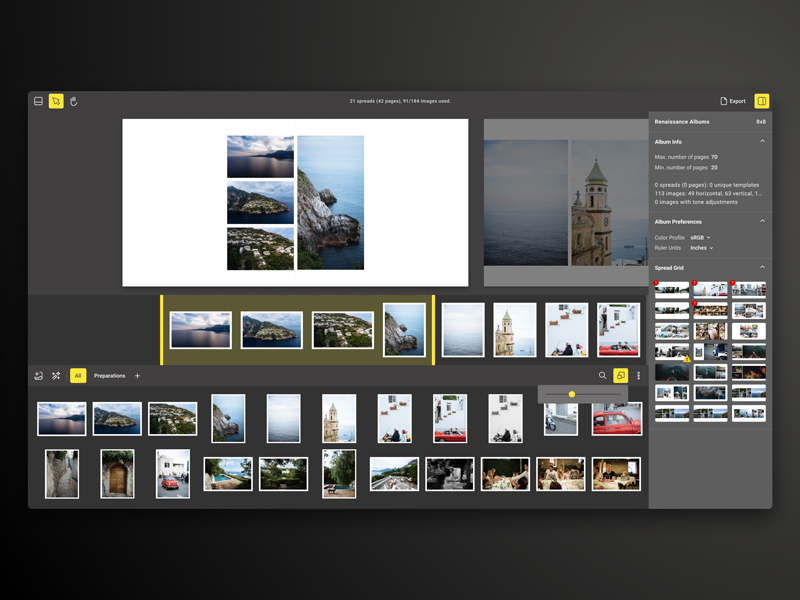 21 spreads (42 pages), 91/184 images used.
Export
Renaissance Albums 8x8
Album Info
Max. number of pages 70
Min. number of pages 20
0 spreads (0 pages): 0 unique templates
113 images: 49 horizontal, 63 vertical, 1...
0 images with tone adjustments
Album Preferences
Color Profile sRGB
Ruler Units Inches
Spread Grid
All Preparations +